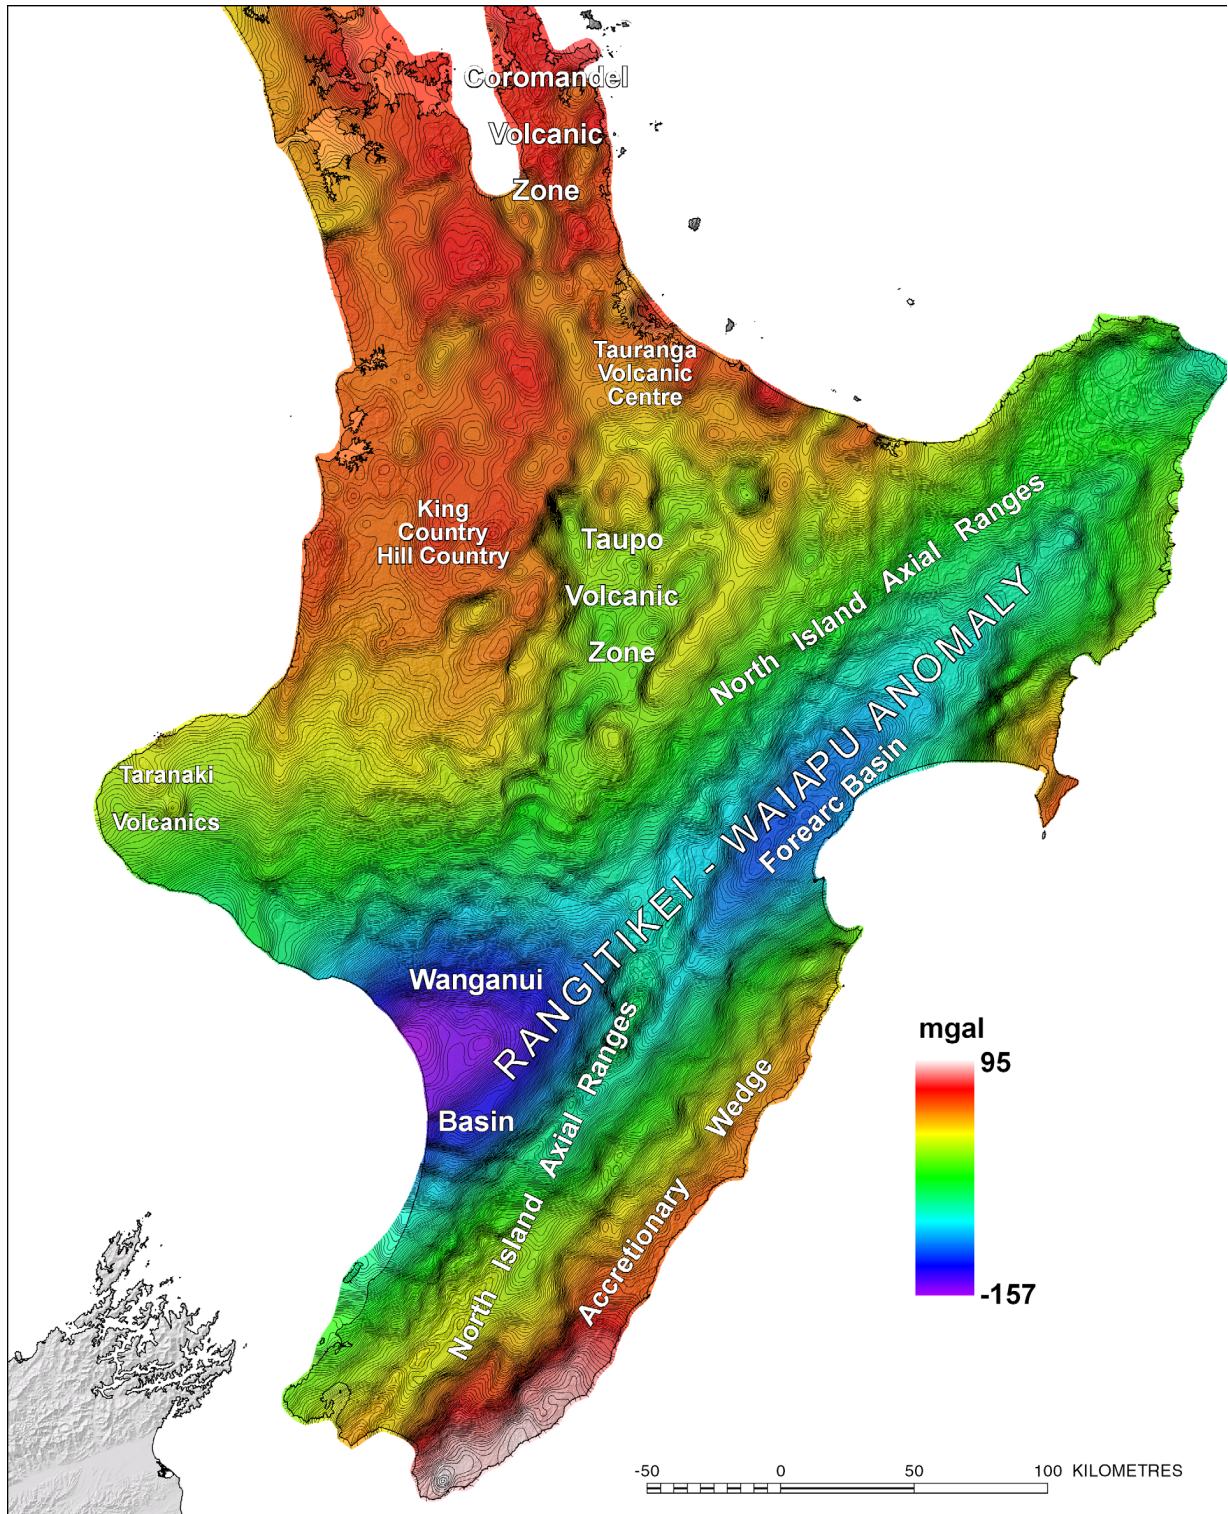 Coromandel
Volcanic
Zone
Tauranga
Volcanic
Centre
King
Country
Hill Country
Taupo
Volcanic
Zone
North Island Axial Ranges
RANGITIKEI - WAIAPU ANOMALY
Forearc Basin
Taranaki
Volcanics
Wanganui
Basin
North Island Axial Ranges
Accretionary Wedge
mgal
95
-157
-50 0 50 100 KILOMETRES